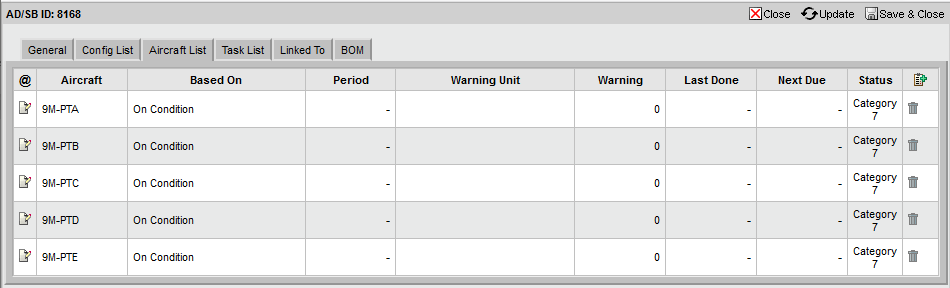 AD/SB ID: 8168 Close Update Save & Close
General Config List Aircraft List Task List Linked To BOM
@ Aircraft Based On Period Warning Unit Warning Last Done Next Due Status
9M-PTA On Condition - 0 - - Category 7
9M-PTB On Condition - 0 - - Category 7
9M-PTC On Condition - 0 - - Category 7
9M-PTD On Condition - 0 - - Category 7
9M-PTE On Condition - 0 - - Category 7